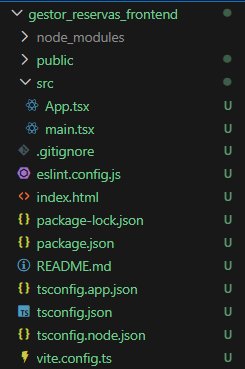 gestor_reservas_frontend
node_modules
public
src
App.tsx U
main.tsx U
.gitignore U
eslint.config.js U
index.html U
package-lock.json U
package.json U
README.md U
tsconfig.app.json U
TS tsconfig.json U
tsconfig.node.json U
vite.config.ts U